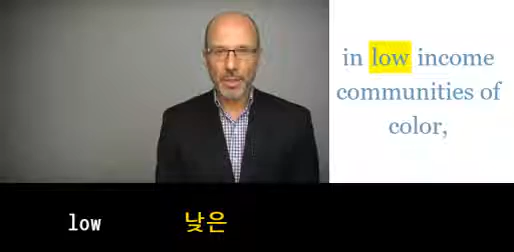 in low income
communities of
color,
low 낮은